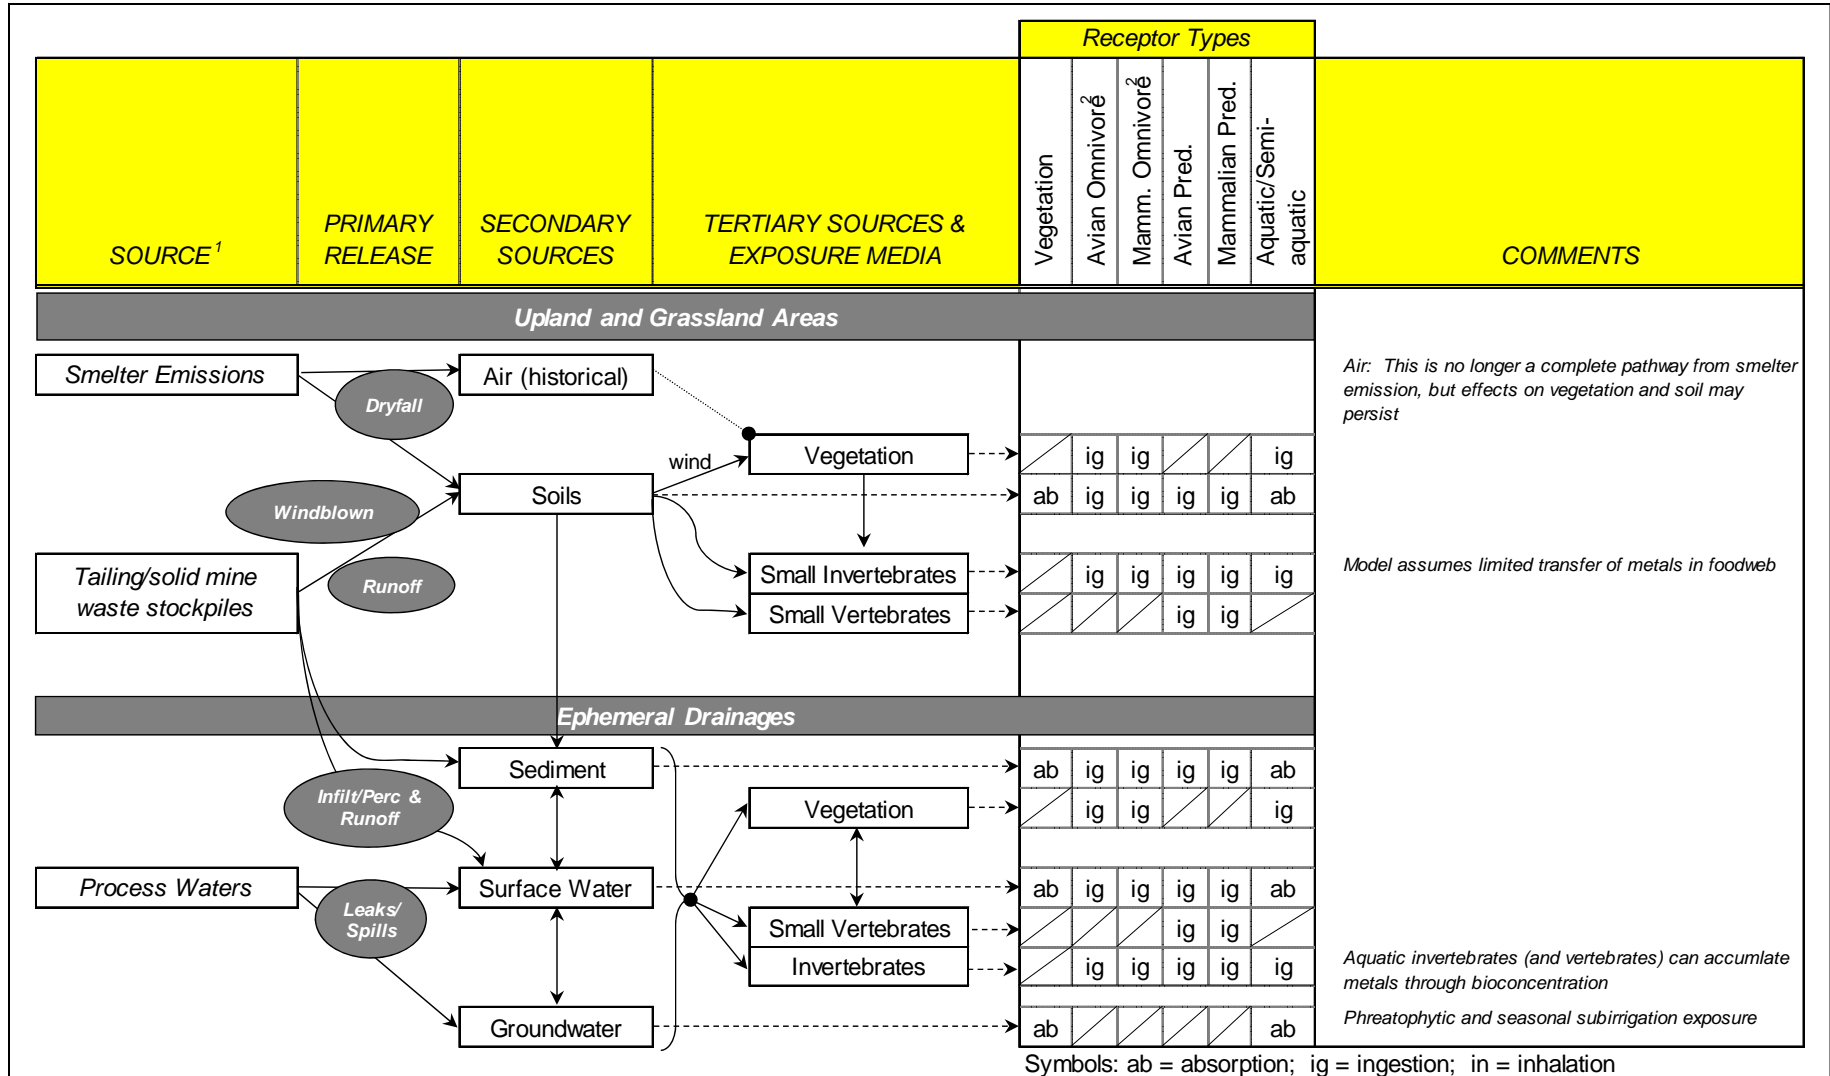 Receptor Types
SOURCE 1
PRIMARY
RELEASE
SECONDARY
SOURCES
TERTIARY SOURCES &
EXPOSURE MEDIA
Vegetation
Avian Omnivore 2
Mamm. Omnivore 2
Avian Pred.
Mammalian Pred.
Aquatic/Semi-
aquatic
COMMENTS
Upland and Grassland Areas
Smelter Emissions
Dryfall
Air (historical)
Air: This is no longer a complete pathway from smelter
emission, but effects on vegetation and soil may
persist
wind
Vegetation
ig ig ig
Windblown
Soils
ab ig ig ig ig ab
Tailing/solid mine
waste stockpiles
Runoff
Small Invertebrates
ig ig ig ig ig
Model assumes limited transfer of metals in foodweb
Small Vertebrates
ig ig
Ephemeral Drainages
Sediment
ab ig ig ig ig ab
Infilt/Perc &
Runoff
Vegetation
ig ig ig
Process Waters
Leaks/
Spills
Surface Water
ab ig ig ig ig ab
Small Vertebrates
ig ig
Invertebrates
ig ig ig ig ig
Aquatic invertebrates (and vertebrates) can accumlate
metals through bioconcentration
Groundwater
ab ab
Phreatophytic and seasonal subirrigation exposure
Symbols: ab = absorption; ig = ingestion; in = inhalation